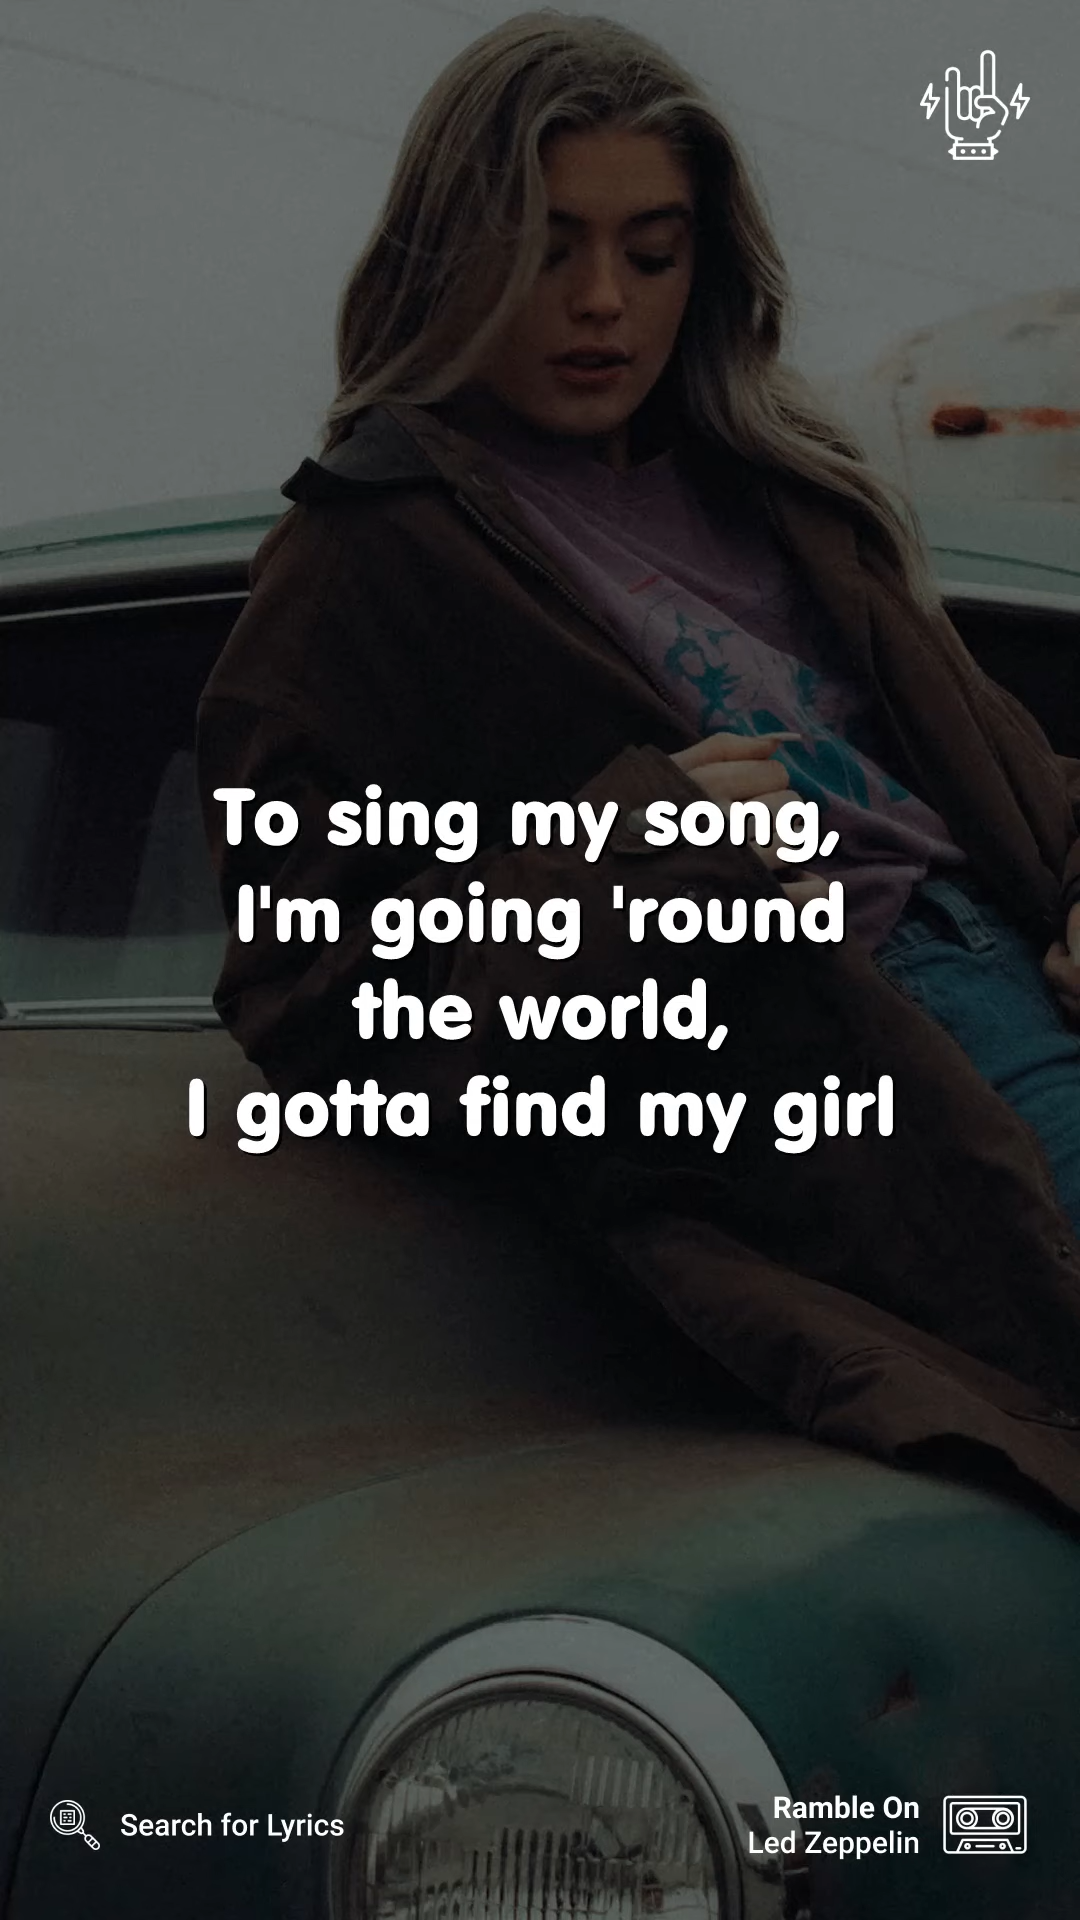 To sing my song,
I'm going 'round
the world,
I gotta find my girl
Search for Lyrics
Ramble On
Led Zeppelin